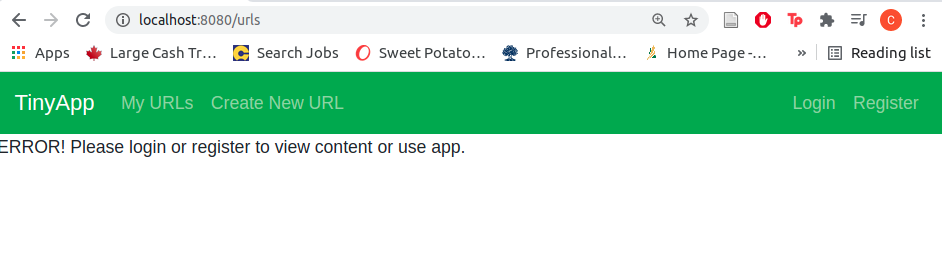 localhost:8080/urls
C
Apps Large Cash Tr... Search Jobs Sweet Potato... Professional... Home Page -... » Reading list
TinyApp My URLs Create New URL Login Register
ERROR! Please login or register to view content or use app.